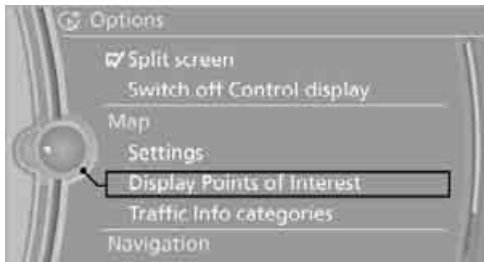 Options
Split screen
Switch off Control display
Map
Settings
Display Points of Interest
Traffic Info categories
Navigation